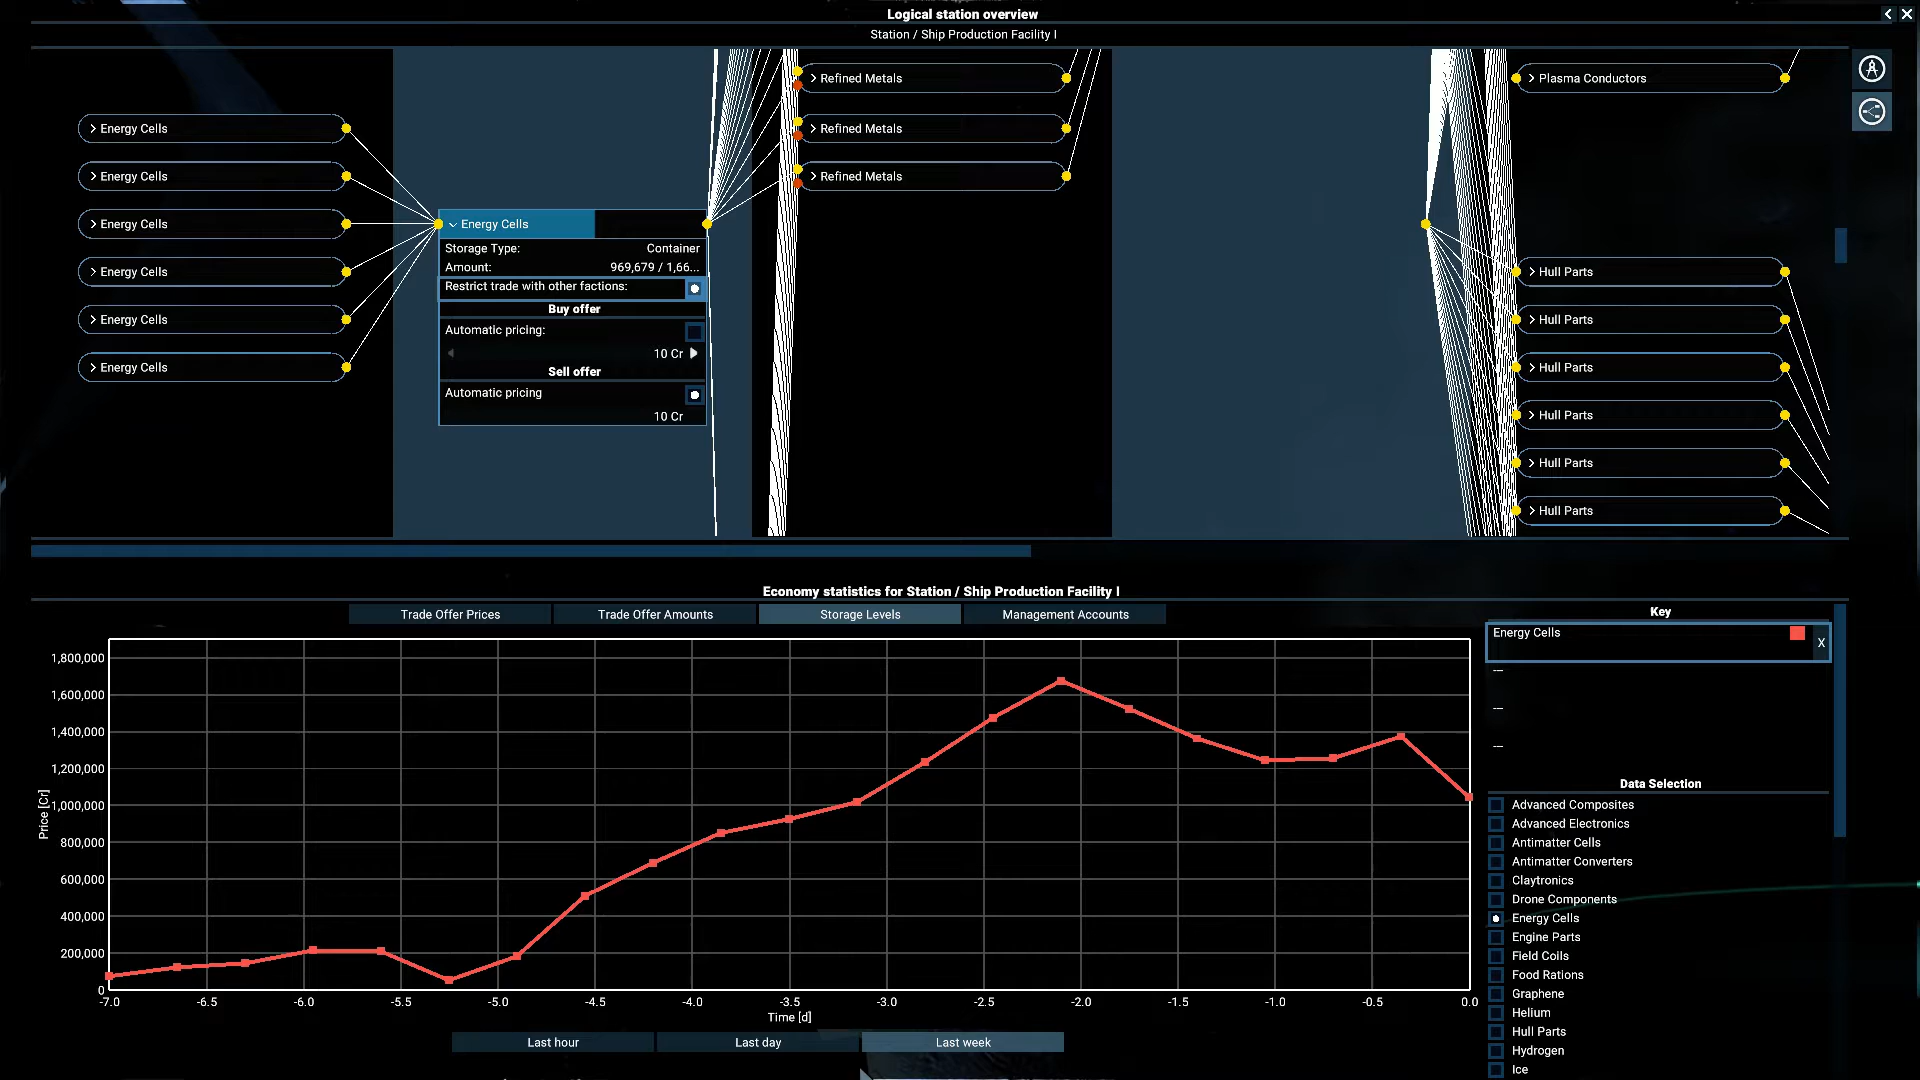 Logical station overview
Station / Ship Production Facility I
Refined Metals
Plasma Conductors
Energy Cells
Refined Metals
Energy Cells
Refined Metals
Energy Cells
Energy Cells
Storage Type: Container
Amount: 969,679 / 1,66...
Energy Cells
Hull Parts
Restrict trade with other factions:
Buy offer
Energy Cells
Hull Parts
Automatic pricing:
10 Cr
Energy Cells
Hull Parts
Sell offer
Automatic pricing
10 Cr
Hull Parts
Hull Parts
Hull Parts
Economy statistics for Station / Ship Production Facility I
Trade Offer Prices
Trade Offer Amounts
Storage Levels
Management Accounts
Price [Cr]
1,800,000
1,600,000
1,400,000
1,200,000
1,000,000
800,000
600,000
400,000
200,000
0
-7.0 -6.5 -6.0 -5.5 -5.0 -4.5 -4.0 -3.5 -3.0 -2.5 -2.0 -1.5 -1.0 -0.5 0.0
Time [d]
Last hour
Last day
Last week
Key
Energy Cells
X
---
---
---
Data Selection
Advanced Composites
Advanced Electronics
Antimatter Cells
Antimatter Converters
Claytronics
Drone Components
Energy Cells
Engine Parts
Field Coils
Food Rations
Graphene
Helium
Hull Parts
Hydrogen
Ice